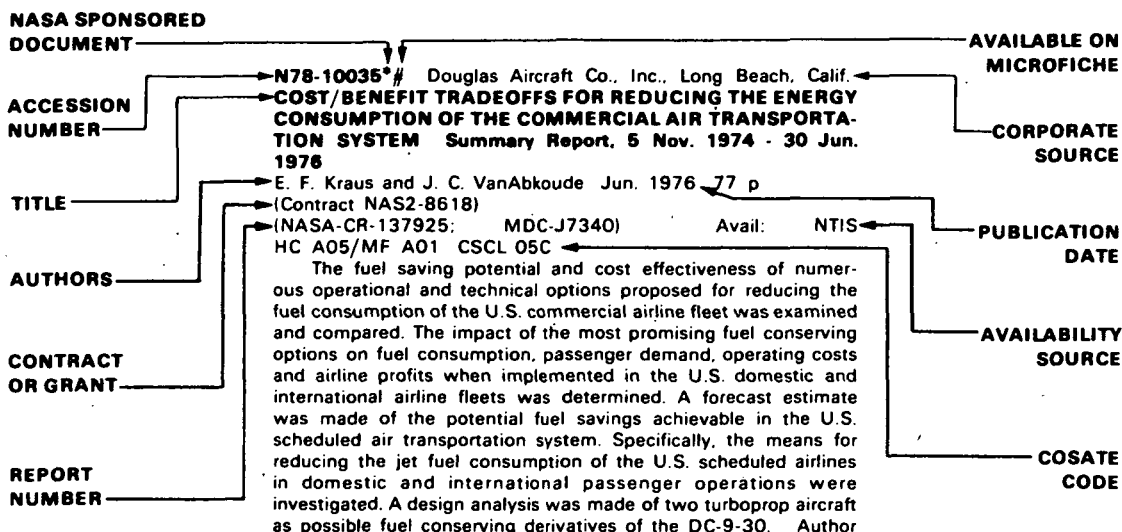 NASA SPONSORED
DOCUMENT
AVAILABLE ON
MICROFICHE
ACCESSION
NUMBER
CORPORATE
SOURCE
TITLE
PUBLICATION
DATE
AUTHORS
AVAILABILITY
SOURCE
CONTRACT
OR GRANT
COSATE
CODE
REPORT
NUMBER
N78-10035*# Douglas Aircraft Co., Inc., Long Beach, Calif.
COST/BENEFIT TRADEOFFS FOR REDUCING THE ENERGY
CONSUMPTION OF THE COMMERCIAL AIR TRANSPORTA-
TION SYSTEM Summary Report, 5 Nov. 1974 - 30 Jun.
1976
E. F. Kraus and J. C. VanAbkoude Jun. 1976 77 p
(Contract NAS2-8618)
(NASA-CR-137925; MDC-J7340) Avail: NTIS
HC A05/MF A01 CSCL 05C
The fuel saving potential and cost effectiveness of numer-
ous operational and technical options proposed for reducing the
fuel consumption of the U.S. commercial airline fleet was examined
and compared. The impact of the most promising fuel conserving
options on fuel consumption, passenger demand, operating costs
and airline profits when implemented in the U.S. domestic and
international airline fleets was determined. A forecast estimate
was made of the potential fuel savings achievable in the U.S.
scheduled air transportation system. Specifically, the means for
reducing the jet fuel consumption of the U.S. scheduled airlines
in domestic and international passenger operations were
investigated. A design analysis was made of two turboprop aircraft
as possible fuel conserving derivatives of the DC-9-30. Author